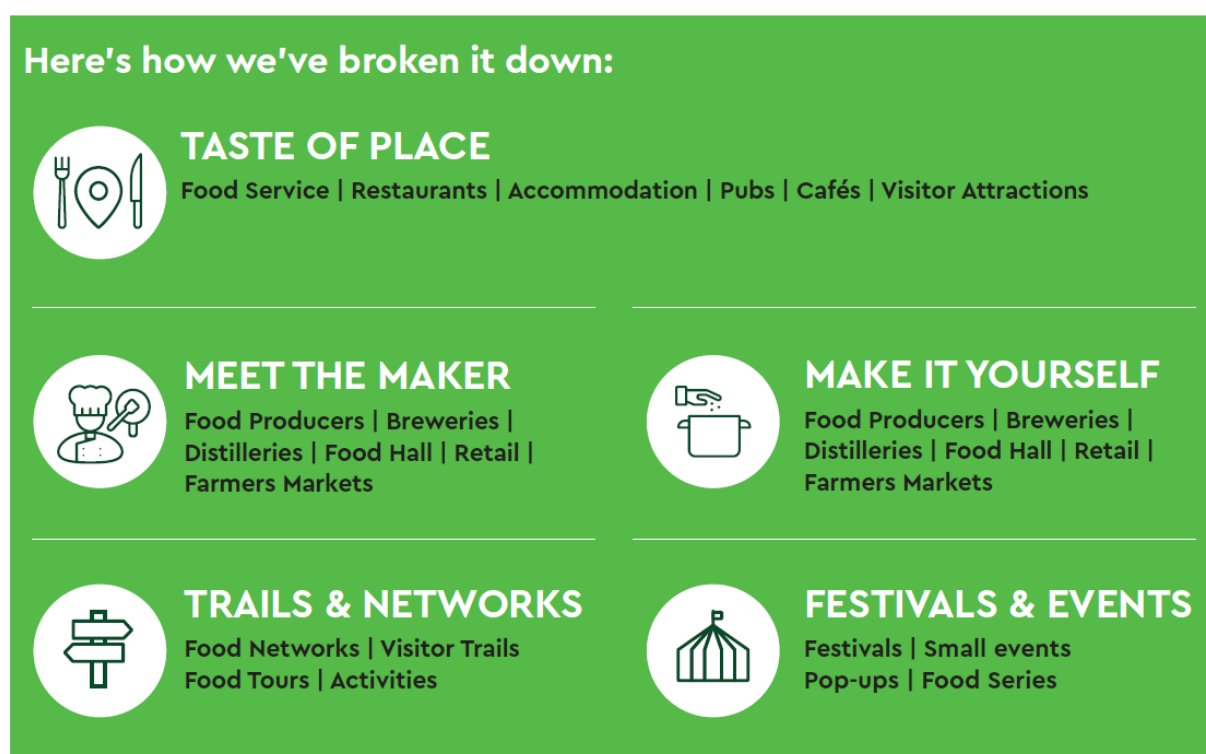 Here's how we've broken it down:
TASTE OF PLACE
Food Service | Restaurants | Accommodation | Pubs | Cafés | Visitor Attractions
MEET THE MAKER
Food Producers | Breweries |
Distilleries | Food Hall | Retail |
Farmers Markets
MAKE IT YOURSELF
Food Producers | Breweries |
Distilleries | Food Hall | Retail |
Farmers Markets
TRAILS & NETWORKS
Food Networks | Visitor Trails
Food Tours | Activities
FESTIVALS & EVENTS
Festivals | Small events
Pop-ups | Food Series